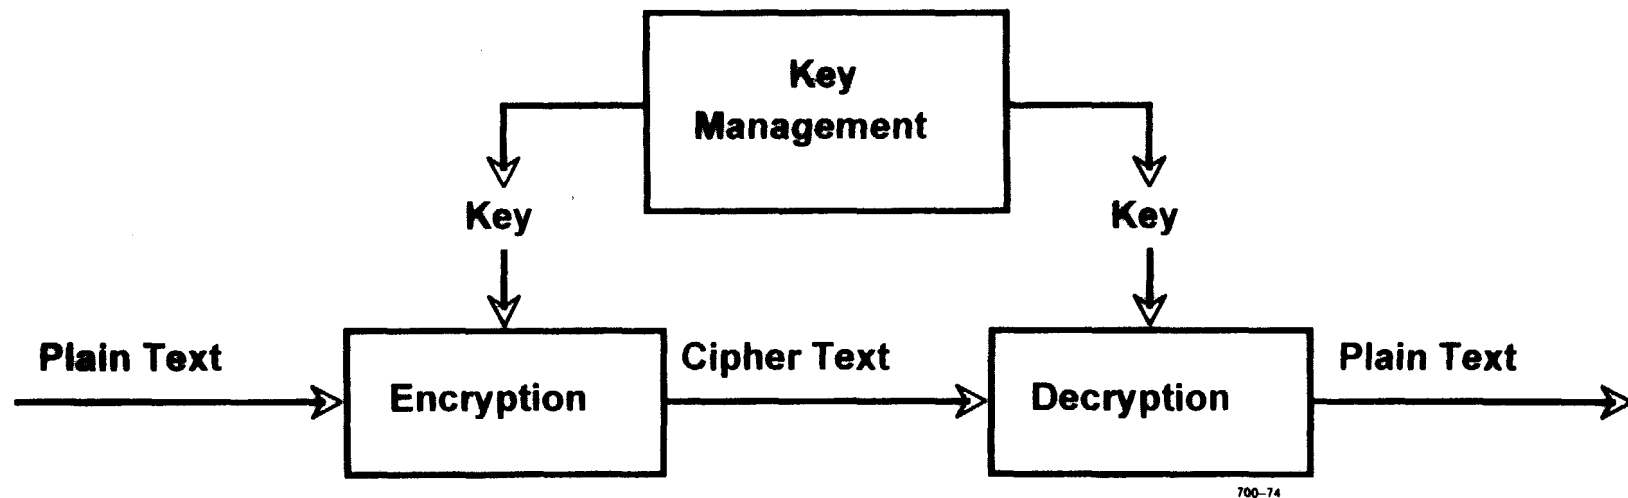 Key
Management
Key
Key
Plain Text
Encryption
Cipher Text
Decryption
Plain Text
700-74